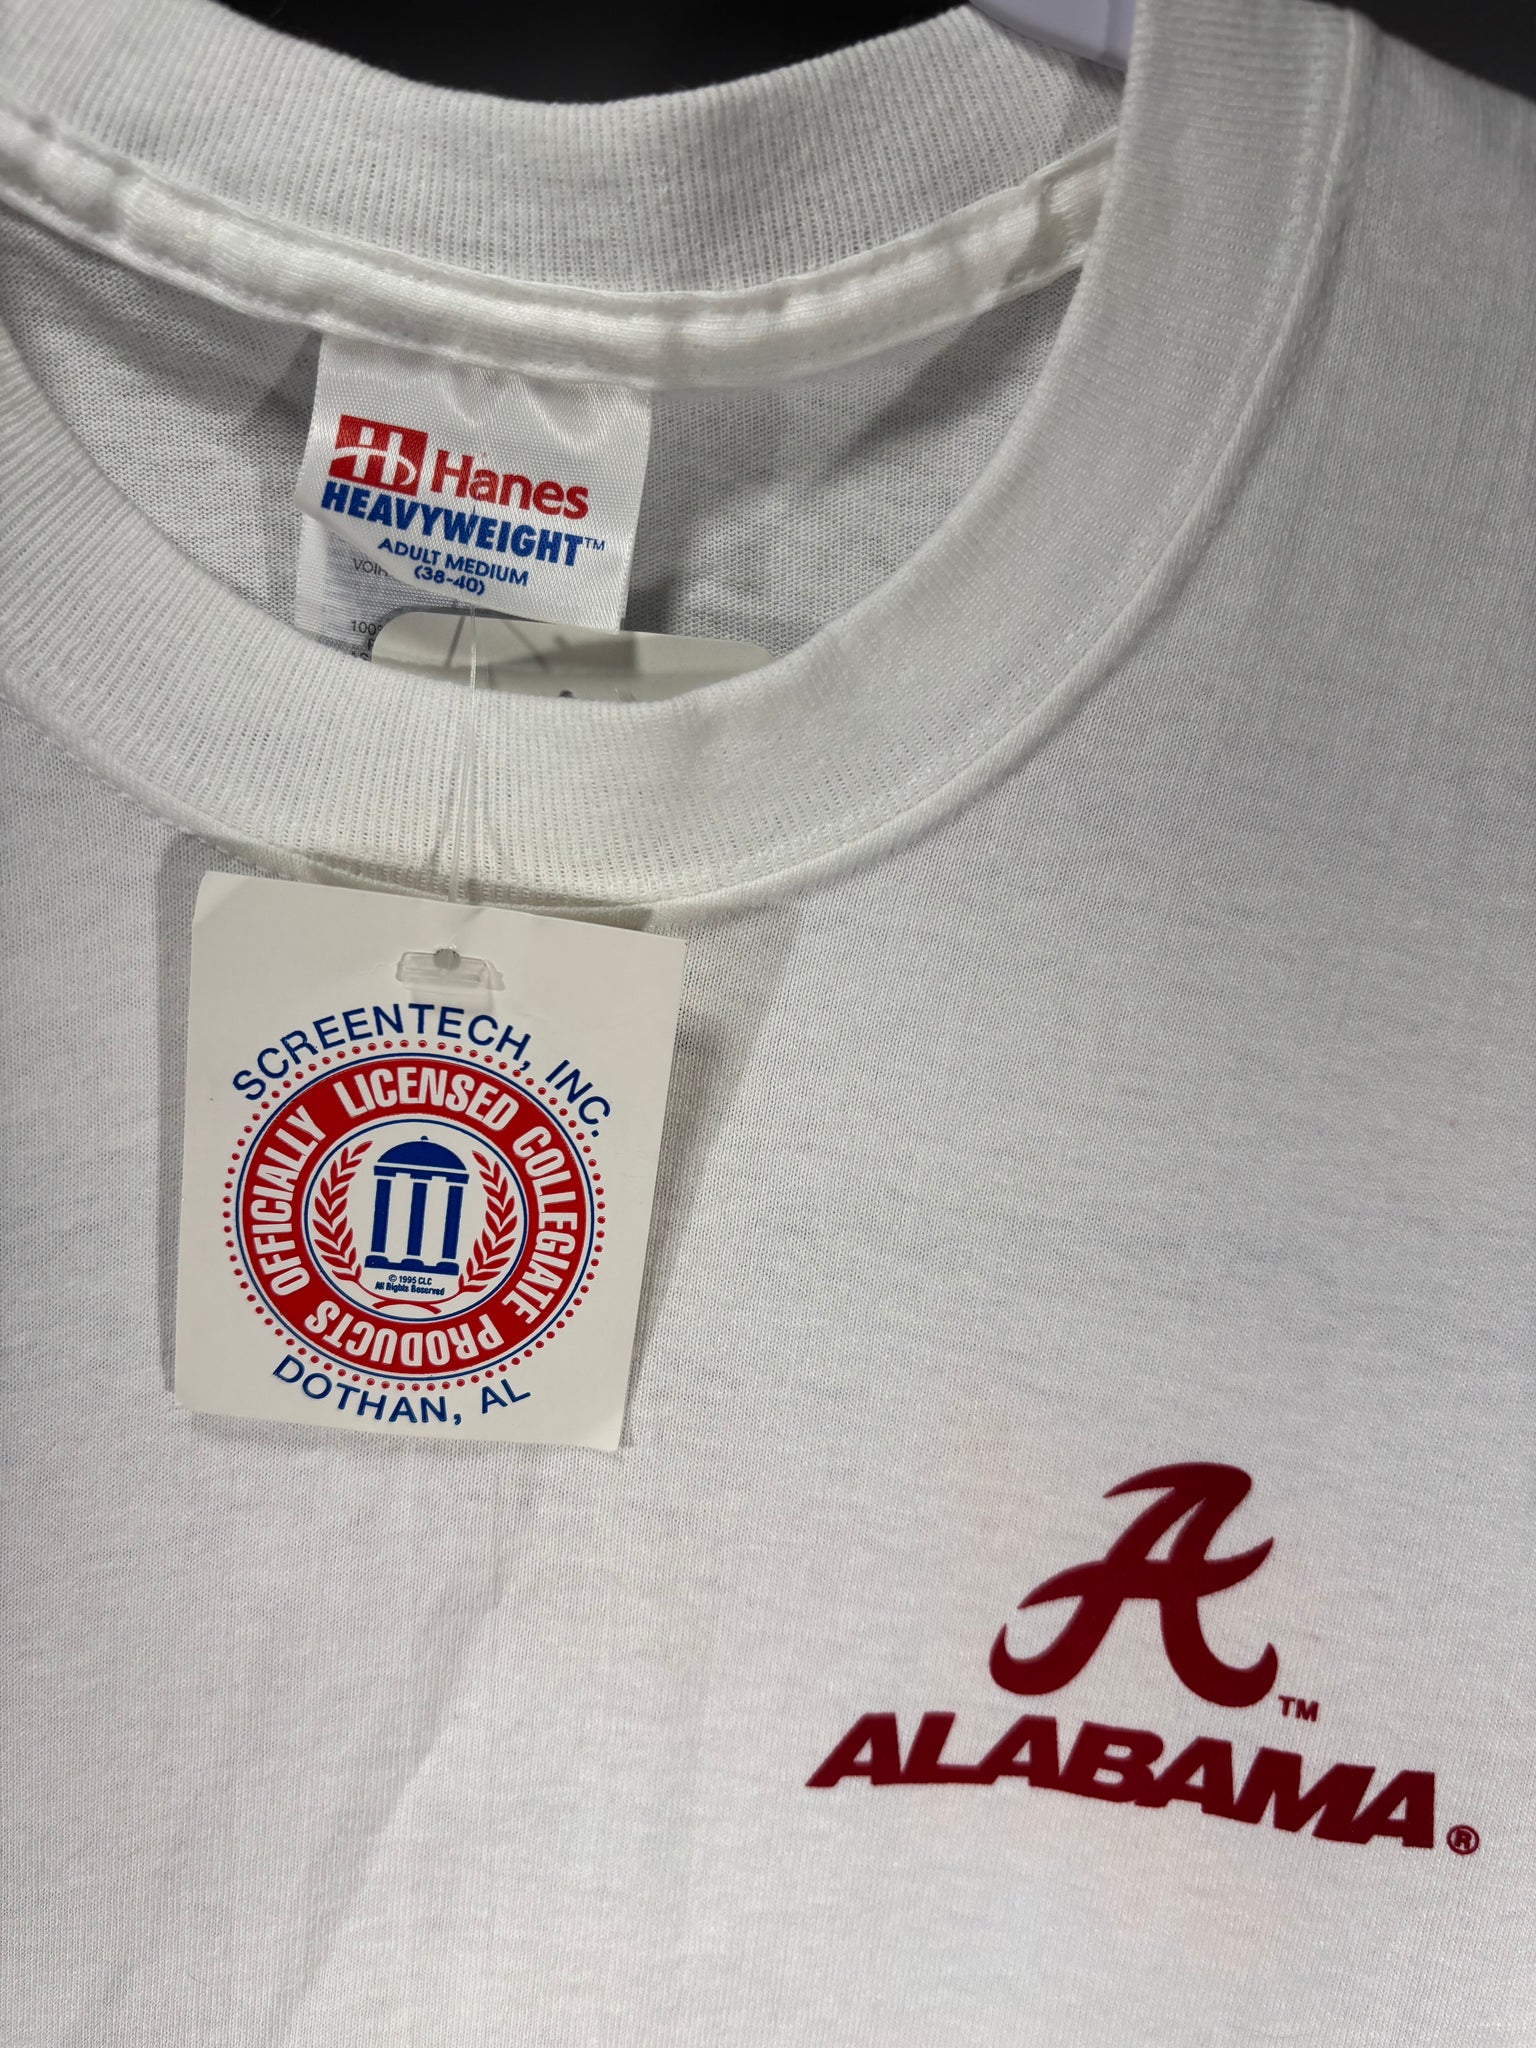 Hanes
HEAVYWEIGHT™
ADULT MEDIUM
(38-40)
SCREENTECH, INC.
OFFICIALLY LICENSED COLLEGIATE PRODUCTS
© 1995 CLC
All Rights Reserved
DOTHAN, AL
A™
ALABAMA®